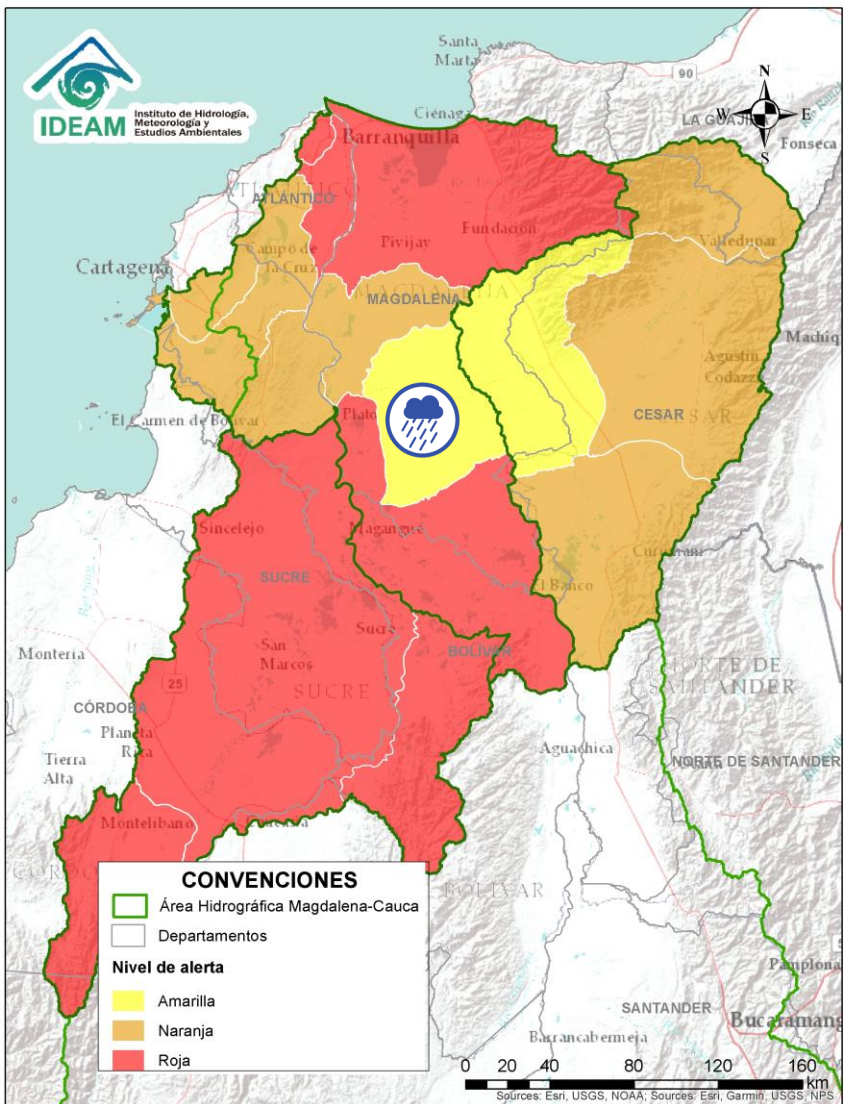 IDEAM
Instituto de Hidrología,
Meteorología y
Estudios Ambientales
Santa
Marta
90
N
W
E
S
LA GUAJI
Ciénaga
Fonseca
Barranquilla
ATLÁNTICO
Fundación
Pivijay
Valledupar
Campo de
la Cruz
Cartagena
MAGDALENA
Machiq
Agustín
Codazzi
El Carmen de Bolívar
Plato
CESAR
Sincelejo
Magangué
SUCRE
El Banco
Sucre
San
Marcos
BOLÍVAR
Montería
SUCRE
NORTE DE
SANTANDER
25
CÓRDOBA
Planeta
Rica
Aguachica
Tierra
Alta
NORTE DE SANTANDER
Montelíbano
BOLÍVAR
CONVENCIONES
Área Hidrográfica Magdalena-Cauca
Departamentos
Nivel de alerta
Amarilla
Naranja
Roja
Pamplona
SANTANDER
Bucaramang
Barrancabermeja
0 20 40 80 120 160
km
Sources: Esri, USGS, NOAA; Sources: Esri, Garmin, USGS, NPS